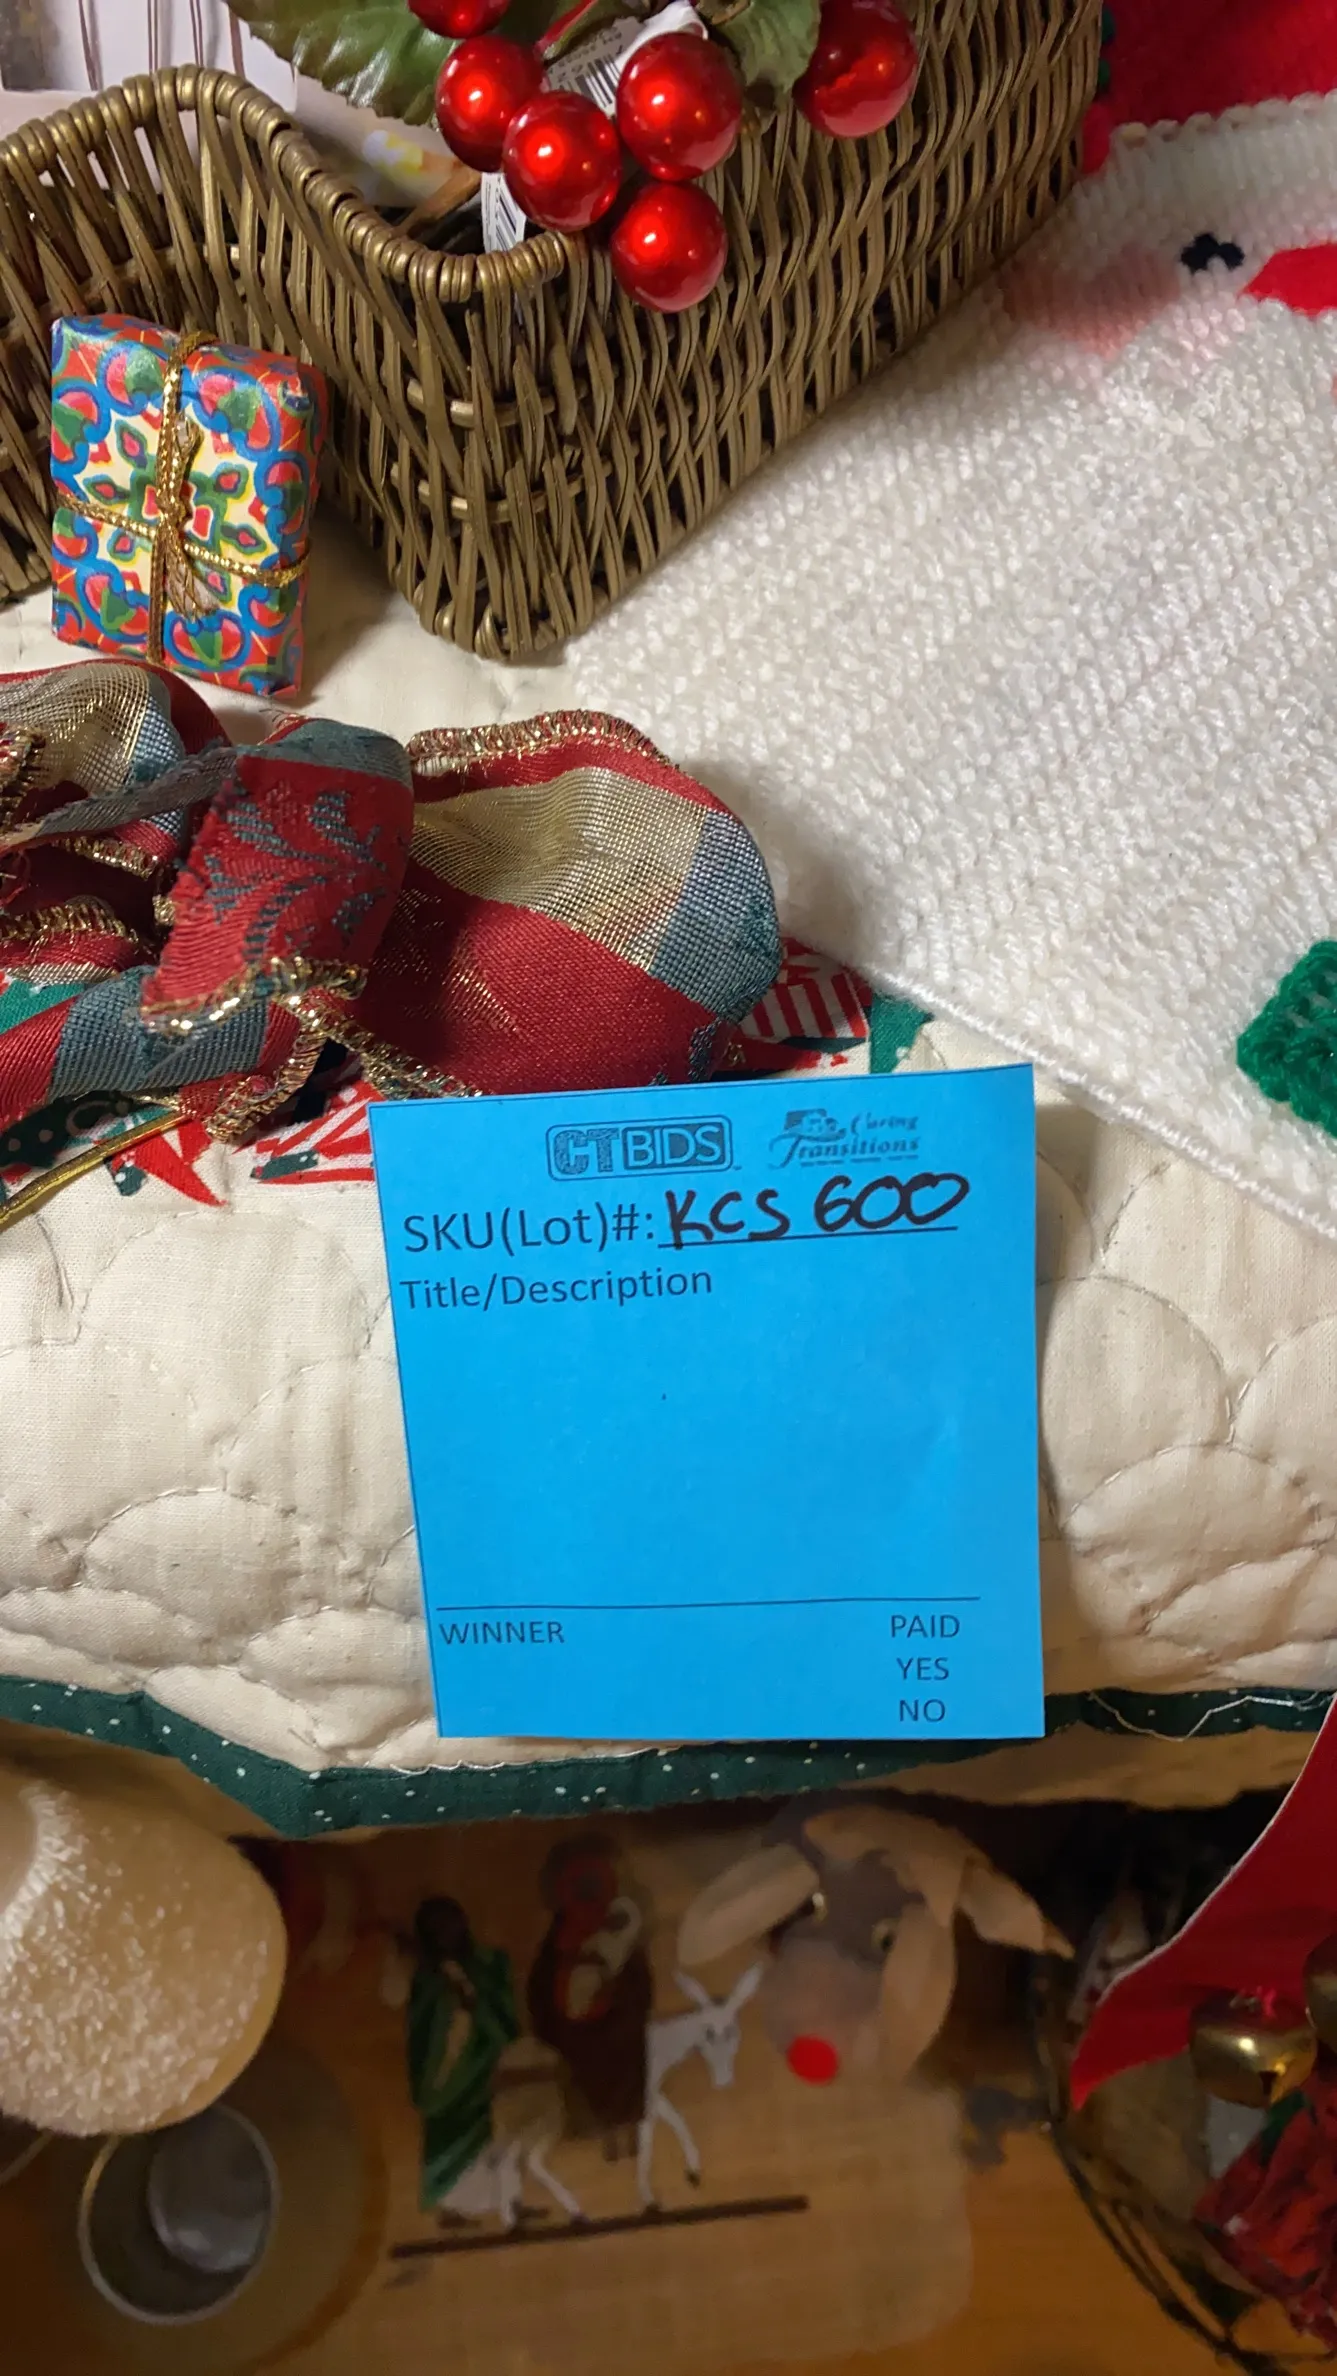 CTBIDS
Caring
Transitions
SKU(Lot)#: KCS 600
Title/Description
WINNER
PAID
YES
NO